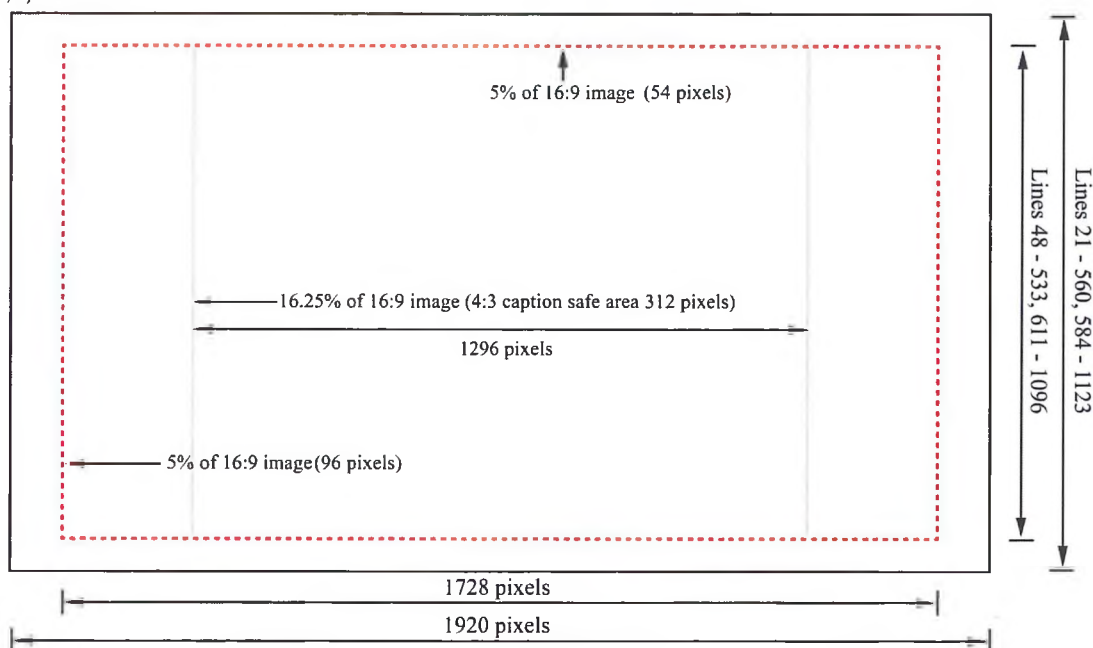 5% of 16:9 image (54 pixels)
16.25% of 16:9 image (4:3 caption safe area 312 pixels)
1296 pixels
5% of 16:9 image (96 pixels)
1728 pixels
1920 pixels
Lines 48 - 533, 611 - 1096
Lines 21 - 560, 584 - 1123